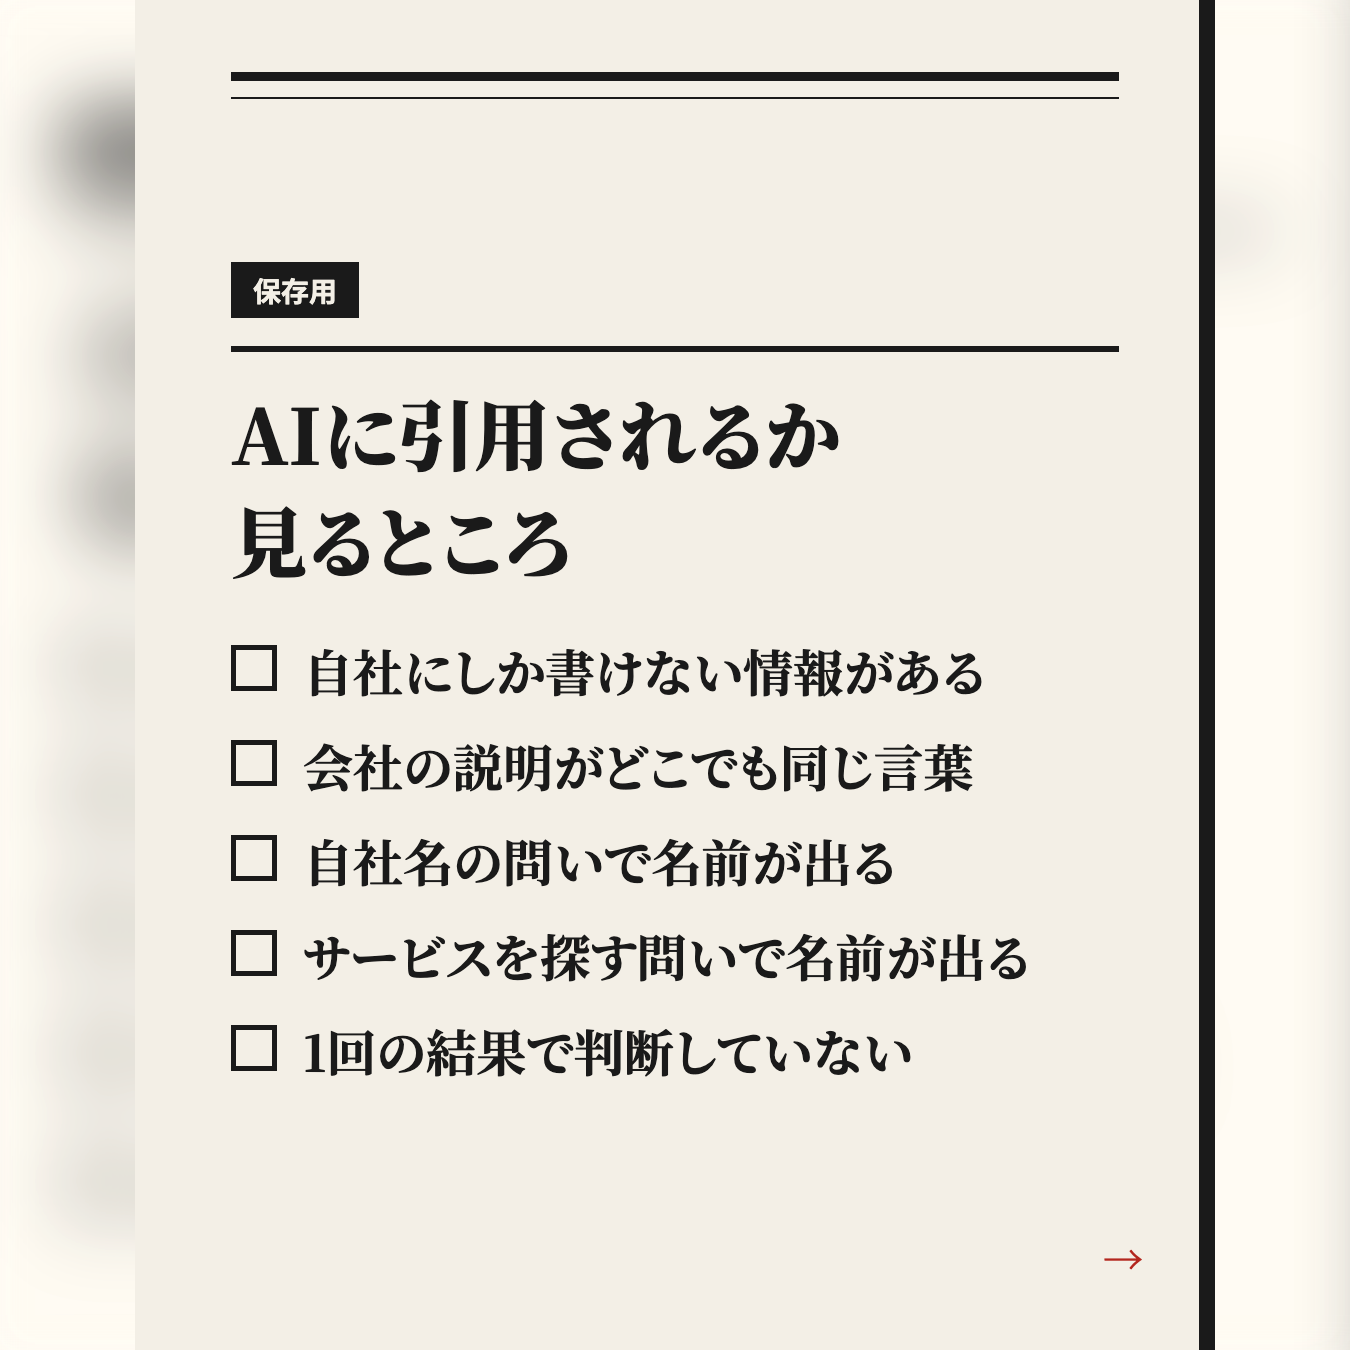 保存用
AIに引用されるか
見るところ
自社にしか書けない情報がある
会社の説明がどこでも同じ言葉
自社名の問いで名前が出る
サービスを探す問いで名前が出る
1回の結果で判断していない
→